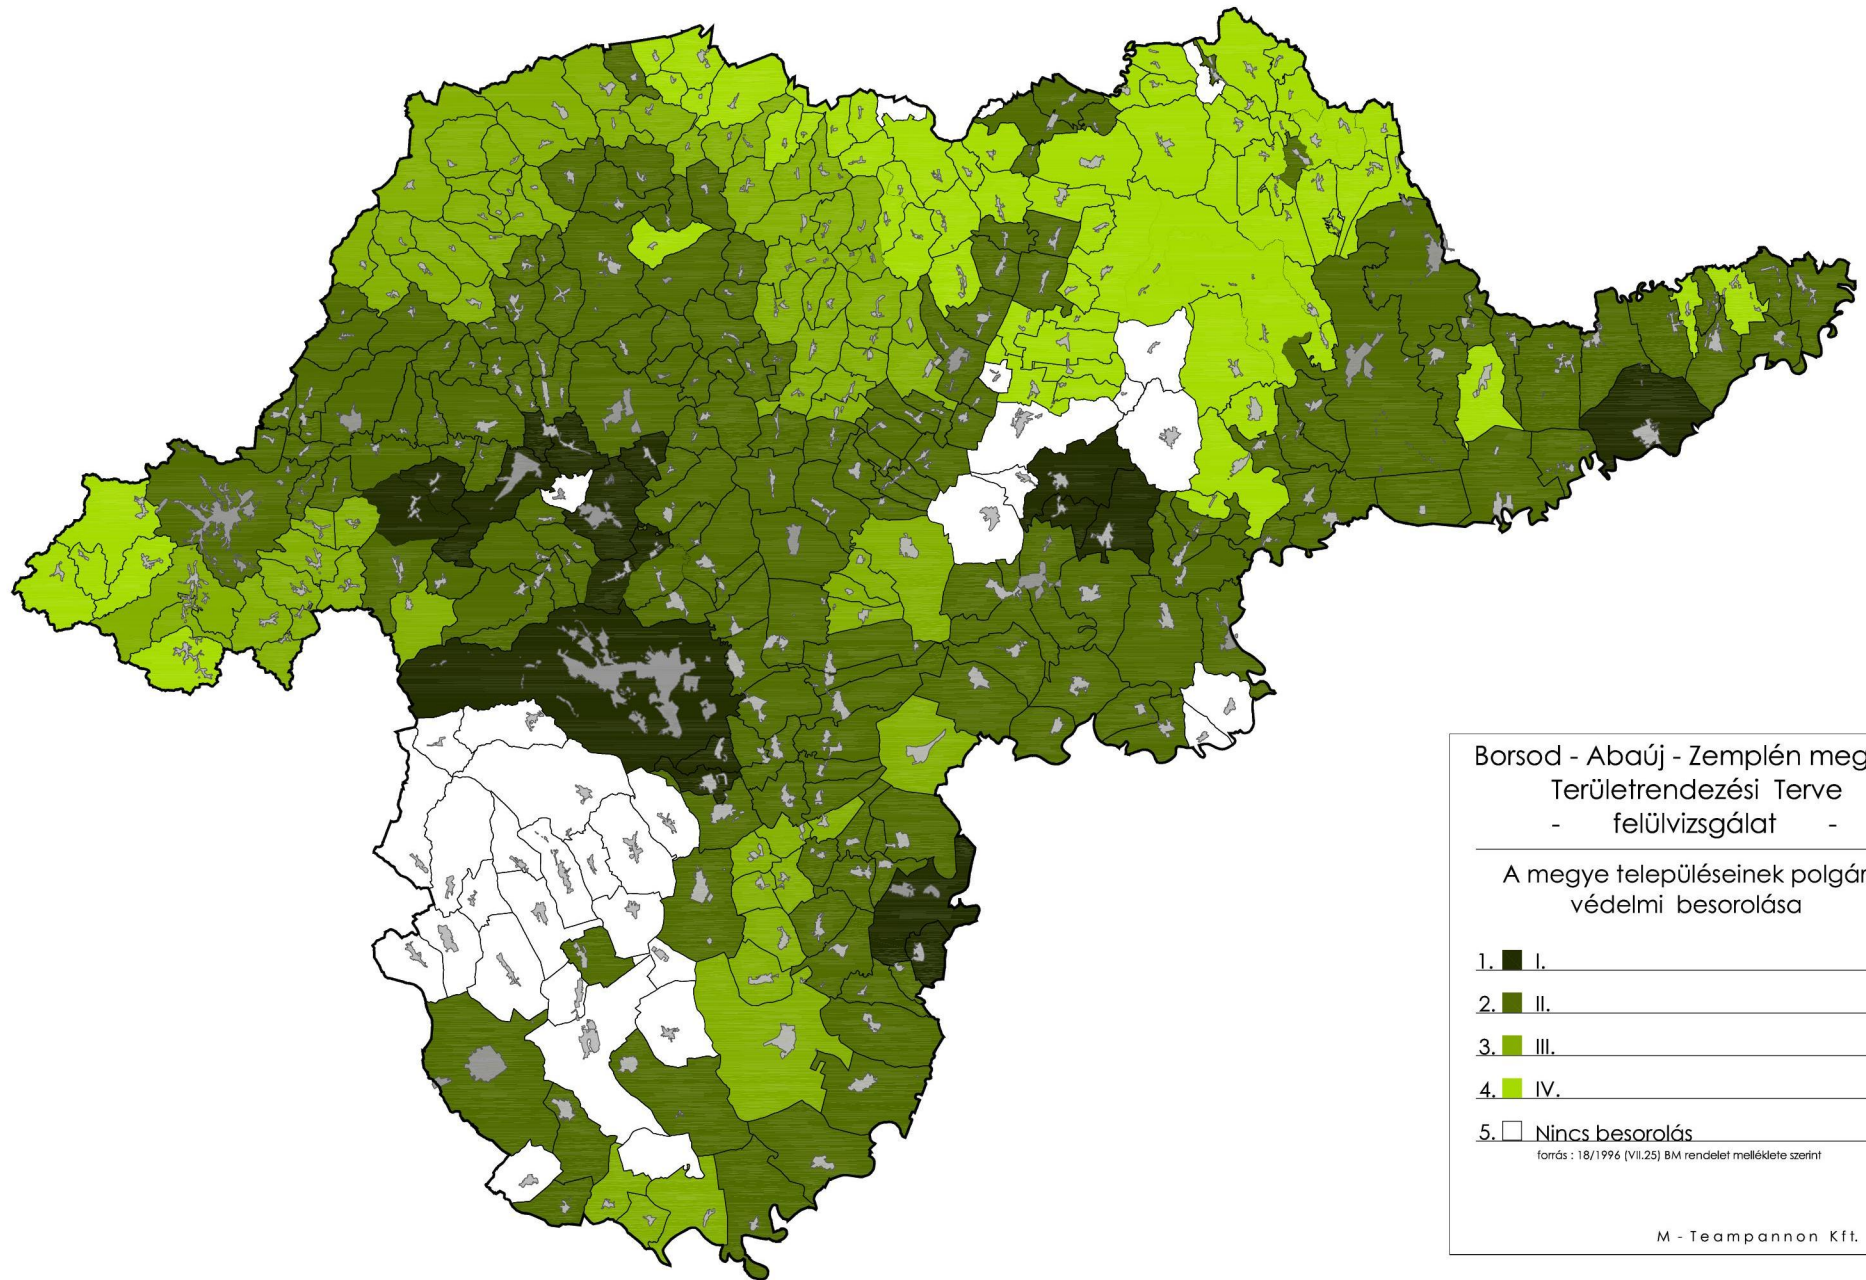 Borsod - Abaúj - Zemplén meg
Területrendezési Terve
- felülvizsgálat -
A megye településeinek polgár
védelmi besorolása
1. I.
2. II.
3. III.
4. IV.
5. Nincs besorolás
forrás : 18/1996 (VII.25) BM rendelet melléklete szerint
M - Teampannon Kft.